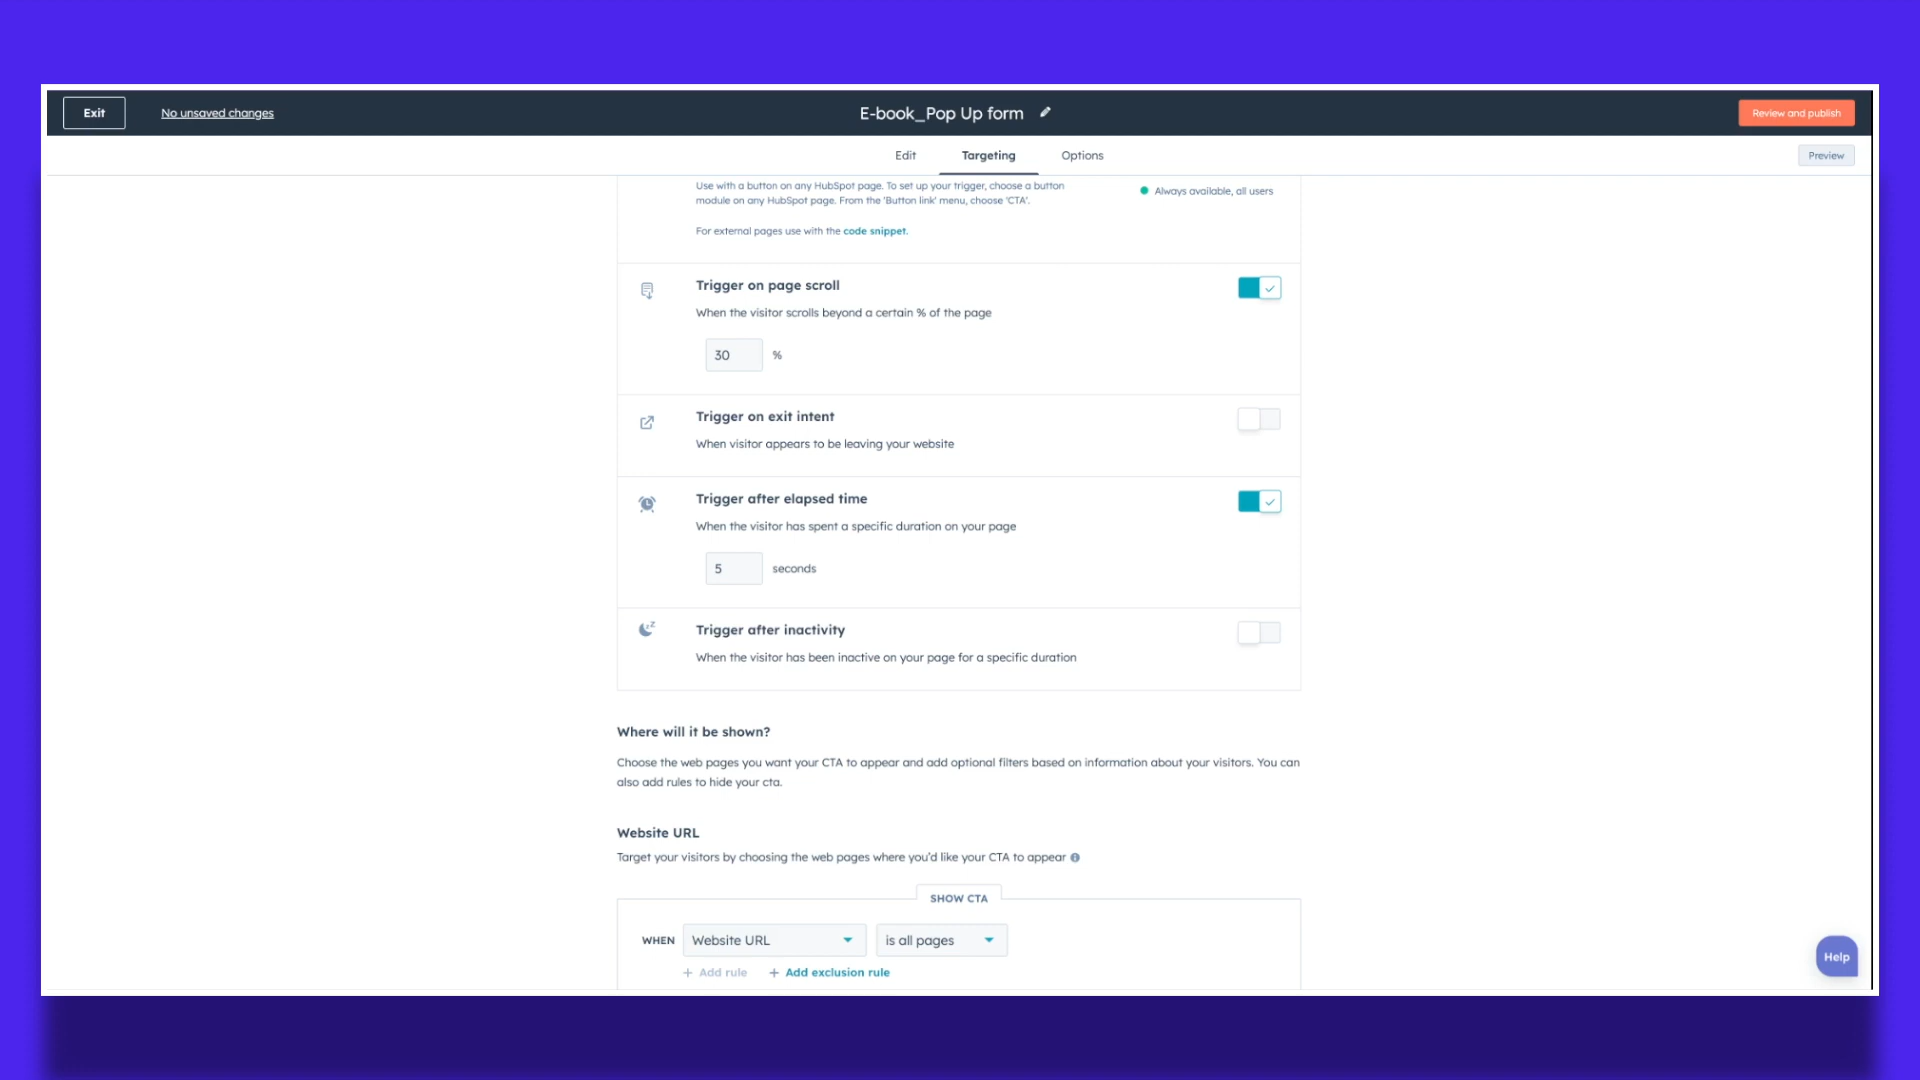 Exit
No unsaved changes
E-book_Pop Up form
Review and publish
Edit
Targeting
Options
Preview
Use with a button on any HubSpot page. To set up your trigger, choose a button
module on any HubSpot page. From the 'Button link' menu, choose 'CTA'.
Always available, all users
For external pages use with the code snippet.
Trigger on page scroll
When the visitor scrolls beyond a certain % of the page
30 %
Trigger on exit intent
When visitor appears to be leaving your website
Trigger after elapsed time
When the visitor has spent a specific duration on your page
5 seconds
Trigger after inactivity
When the visitor has been inactive on your page for a specific duration
Where will it be shown?
Choose the web pages you want your CTA to appear and add optional filters based on information about your visitors. You can
also add rules to hide your cta.
Website URL
Target your visitors by choosing the web pages where you'd like your CTA to appear
SHOW CTA
WHEN Website URL is all pages
+ Add rule + Add exclusion rule
Help